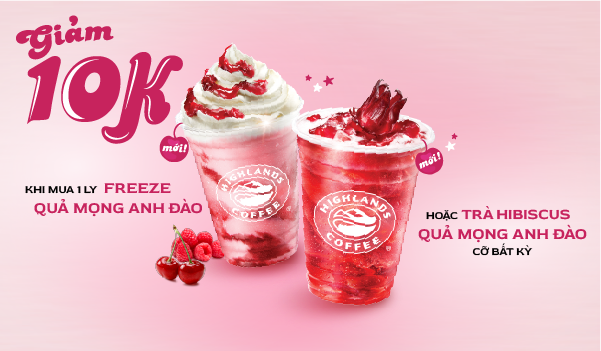 Giảm
10K
mới!
KHI MUA 1 LY FREEZE
QUẢ MỌNG ANH ĐÀO
HIGHLANDS
COFFEE
®
mới!
HIGHLANDS
COFFEE
®
HOẶC TRÀ HIBISCUS
QUẢ MỌNG ANH ĐÀO
CỠ BẤT KỲ